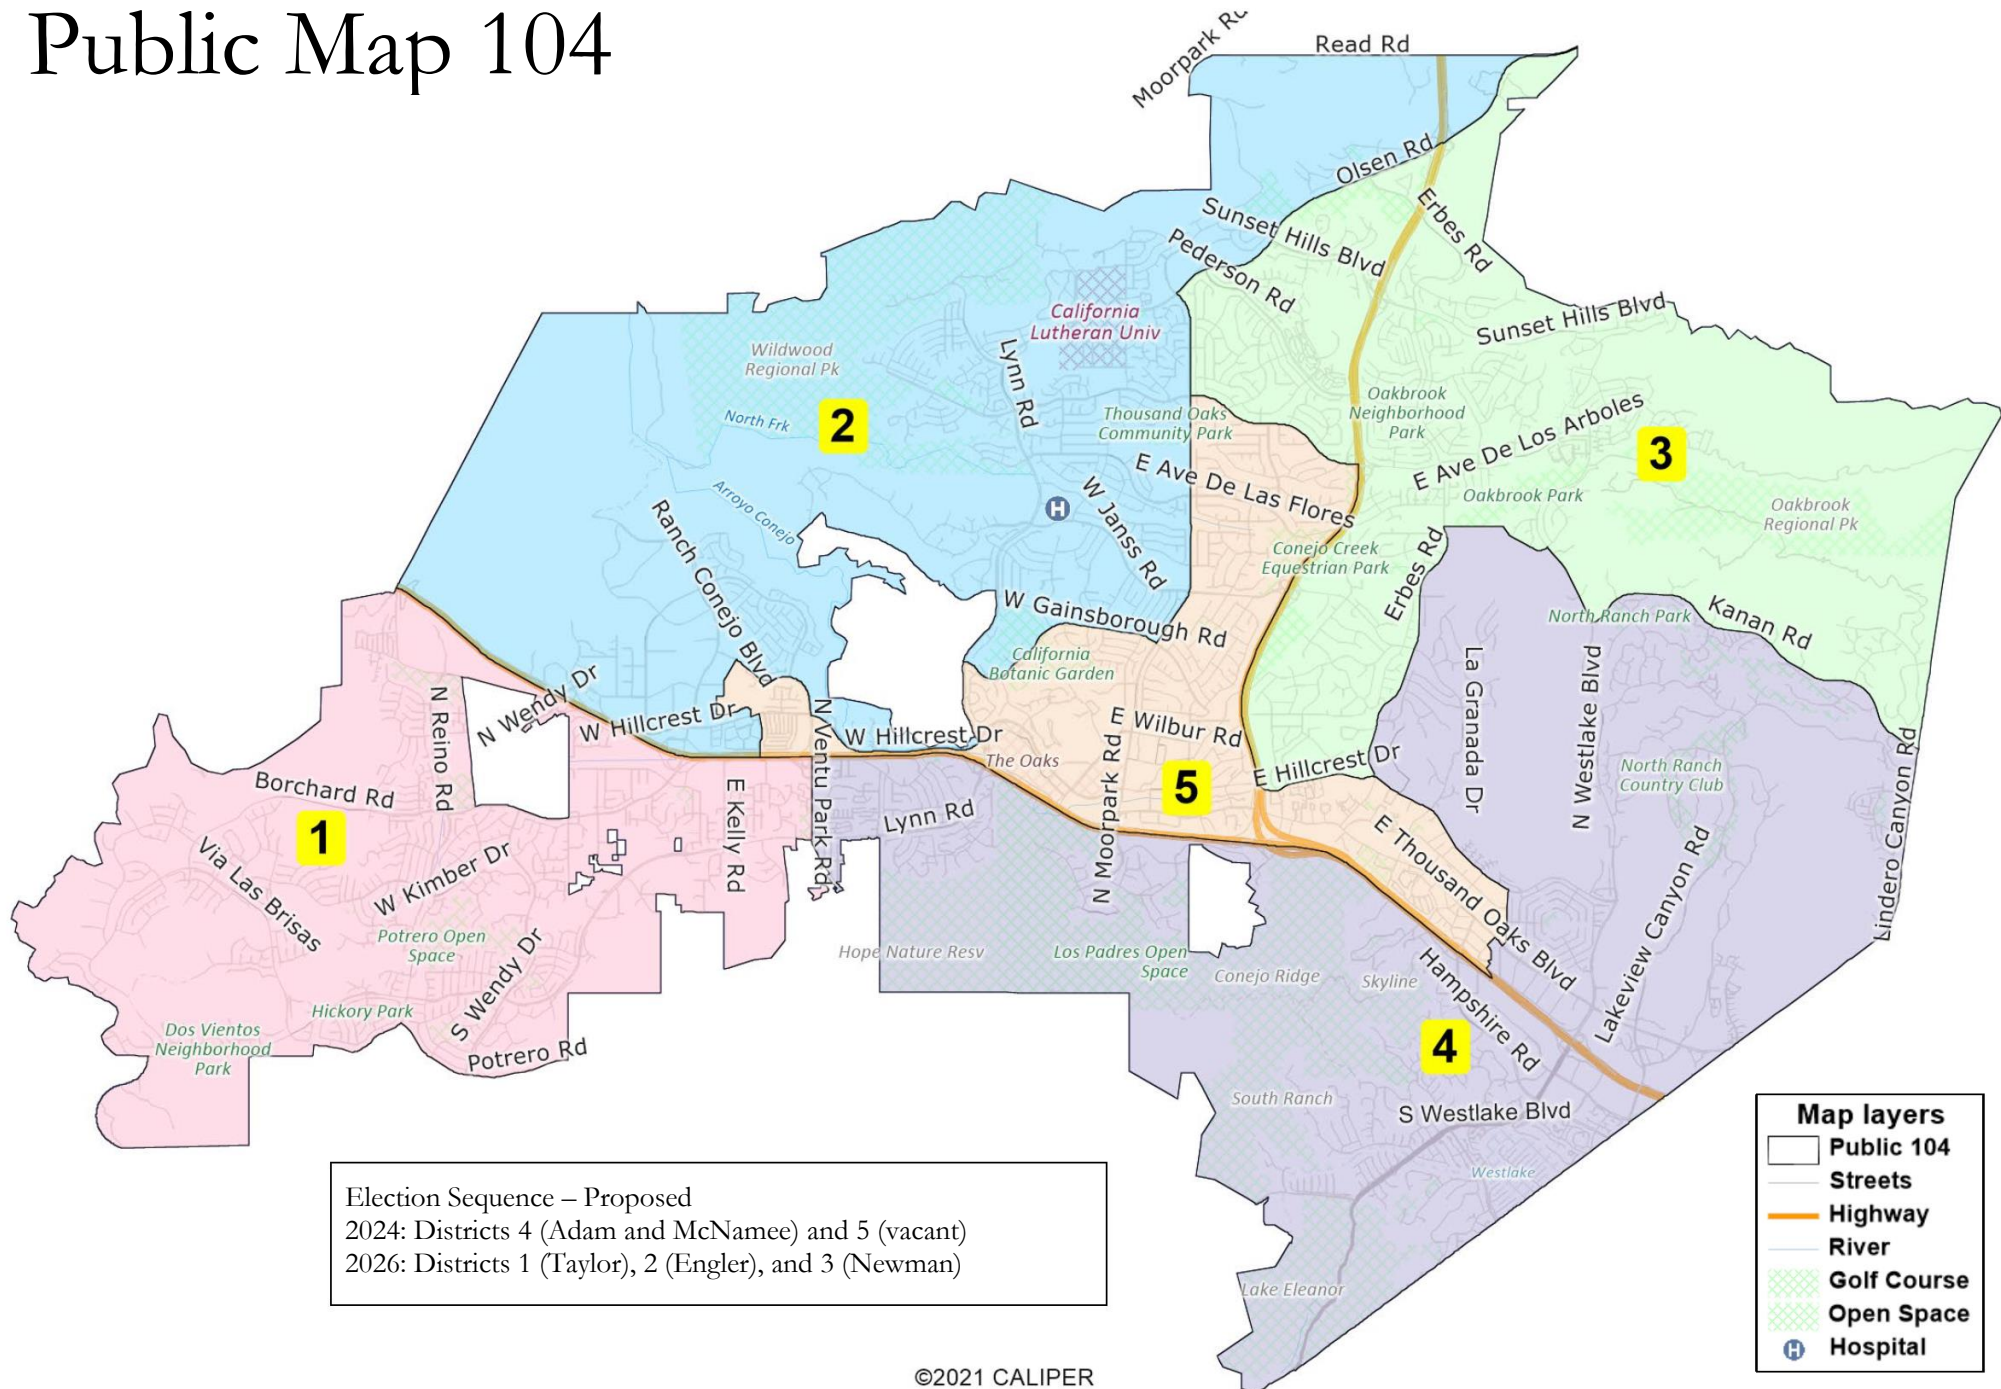 Public Map 104
Moorpark Rd
Read Rd
Olsen Rd
Erbes Rd
Sunset Hills Blvd
Pederson Rd
Sunset Hills Blvd
California
Lutheran Univ
Wildwood
Regional Pk
Lynn Rd
North Frk
2
Thousand Oaks
Community Park
Oakbrook
Neighborhood
Park
E Ave De Los Arboles
3
E Ave De Las Flores
Oakbrook Park
Oakbrook
Regional Pk
Arroyo Conejo
Ranch Conejo Blvd
H
W Janss Rd
Conejo Creek
Equestrian Park
Erbes Rd
W Gainsborough Rd
North Ranch Park
Kanan Rd
California
Botanic Garden
La Granada Dr
N Westlake Blvd
N Reino Rd
N Wendy Dr
W Hillcrest Dr
N Ventu Park Rd
W Hillcrest Dr
E Wilbur Rd
The Oaks
N Moorpark Rd
5
E Hillcrest Dr
North Ranch
Country Club
Lindero Canyon Rd
Borchard Rd
1
E Kelly Rd
Lynn Rd
E Thousand Oaks Blvd
Lakeview Canyon Rd
Via Las Brisas
W Kimber Dr
Potrero Open
Space
S Wendy Dr
Hope Nature Resv
Los Padres Open
Space
Conejo Ridge
Skyline
Hampshire Rd
Hickory Park
Dos Vientos
Neighborhood
Park
Potrero Rd
4
South Ranch
S Westlake Blvd
Westlake
Lake Eleanor
Election Sequence – Proposed
2024: Districts 4 (Adam and McNamee) and 5 (vacant)
2026: Districts 1 (Taylor), 2 (Engler), and 3 (Newman)
Map layers
Public 104
Streets
Highway
River
Golf Course
Open Space
H Hospital
©2021 CALIPER